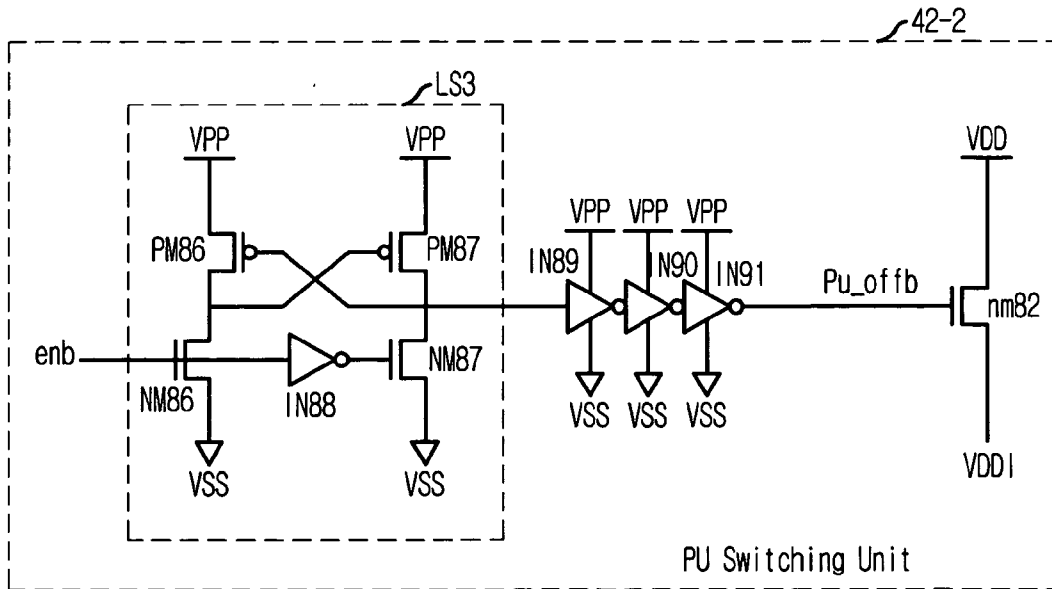 42-2
LS3
VPP
VPP
VDD
PM86
PM87
VPP
VPP
VPP
IN89
IN90
IN91
Pu_offb
nm82
enb
NM86
IN88
NM87
VSS
VSS
VSS
VSS
VSS
VDDI
PU Switching Unit